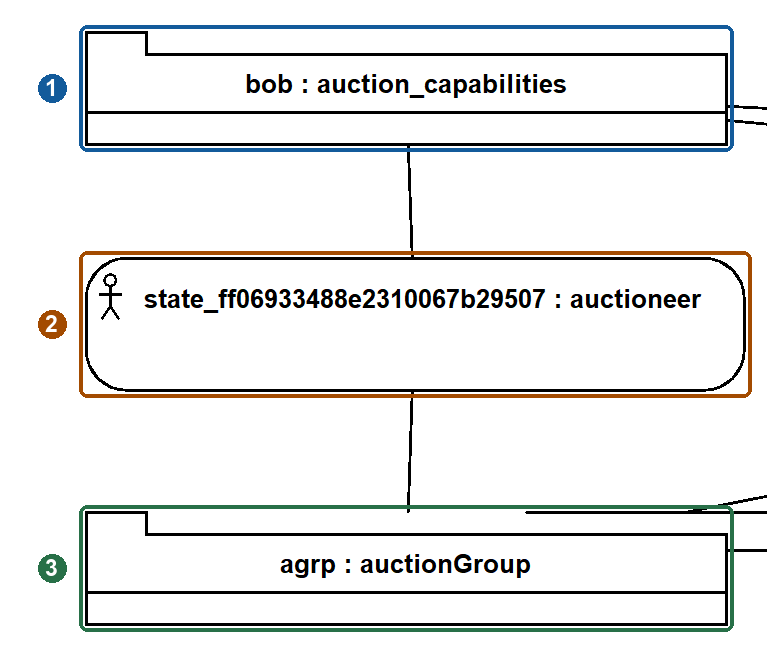 1
bob : auction_capabilities
2
state_ff06933488e2310067b29507 : auctioneer
3
agrp : auctionGroup